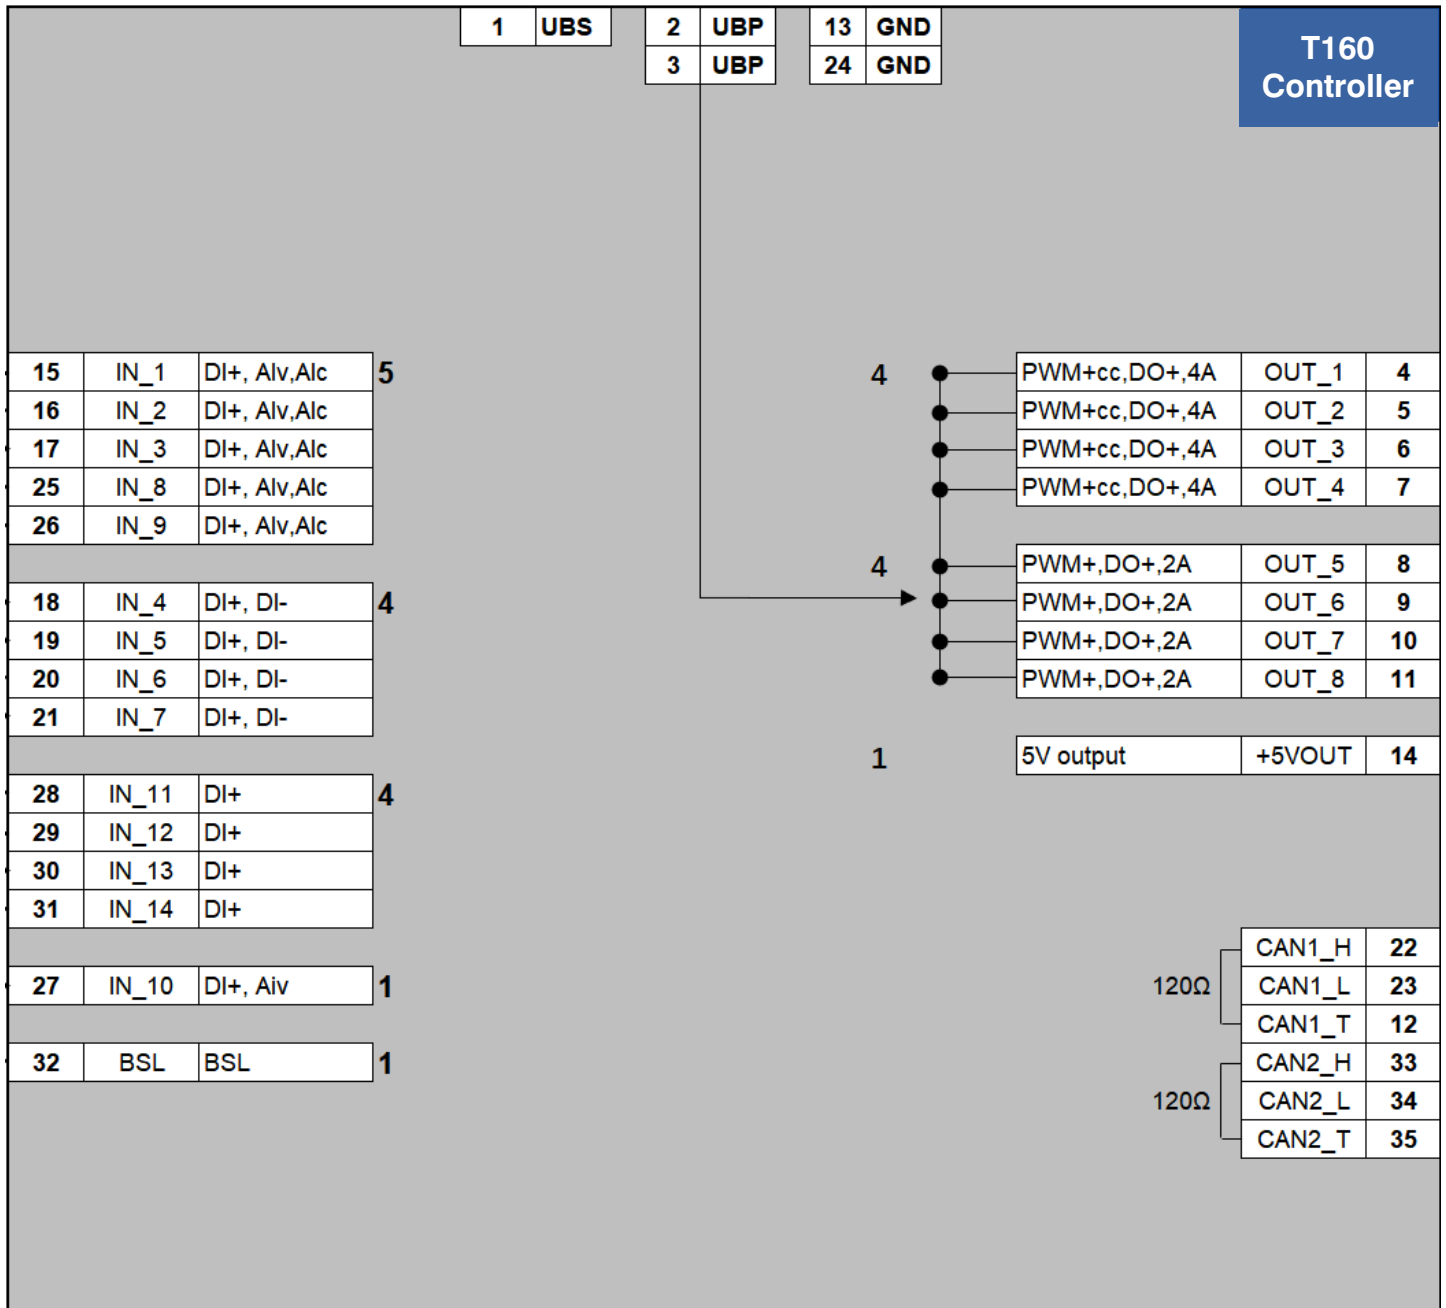 1 UBS 2 UBP 13 GND
3 UBP 24 GND
T160
Controller
15 IN_1 DI+, AIv,AIc 5
16 IN_2 DI+, AIv,AIc
17 IN_3 DI+, AIv,AIc
25 IN_8 DI+, AIv,AIc
26 IN_9 DI+, AIv,AIc
18 IN_4 DI+, DI- 4
19 IN_5 DI+, DI-
20 IN_6 DI+, DI-
21 IN_7 DI+, DI-
28 IN_11 DI+ 4
29 IN_12 DI+
30 IN_13 DI+
31 IN_14 DI+
27 IN_10 DI+, Aiv 1
32 BSL BSL 1
4 PWM+cc,DO+,4A OUT_1 4
PWM+cc,DO+,4A OUT_2 5
PWM+cc,DO+,4A OUT_3 6
PWM+cc,DO+,4A OUT_4 7
4 PWM+,DO+,2A OUT_5 8
PWM+,DO+,2A OUT_6 9
PWM+,DO+,2A OUT_7 10
PWM+,DO+,2A OUT_8 11
1 5V output +5VOUT 14
CAN1_H 22
120Ω CAN1_L 23
CAN1_T 12
CAN2_H 33
120Ω CAN2_L 34
CAN2_T 35